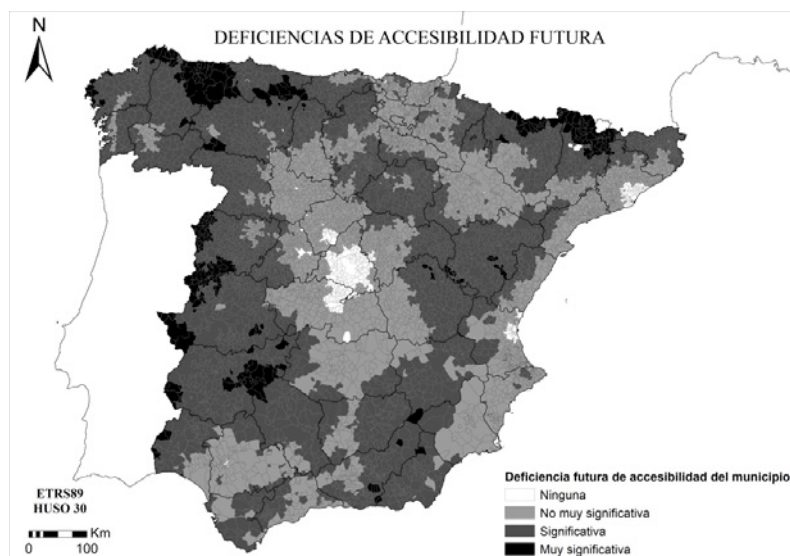 N
DEFICIENCIAS DE ACCESIBILIDAD FUTURA
ETRS89
HUSO 30
Km
0 100
Deficiencia futura de accesibilidad del municipio
Ninguna
No muy significativa
Significativa
Muy significativa